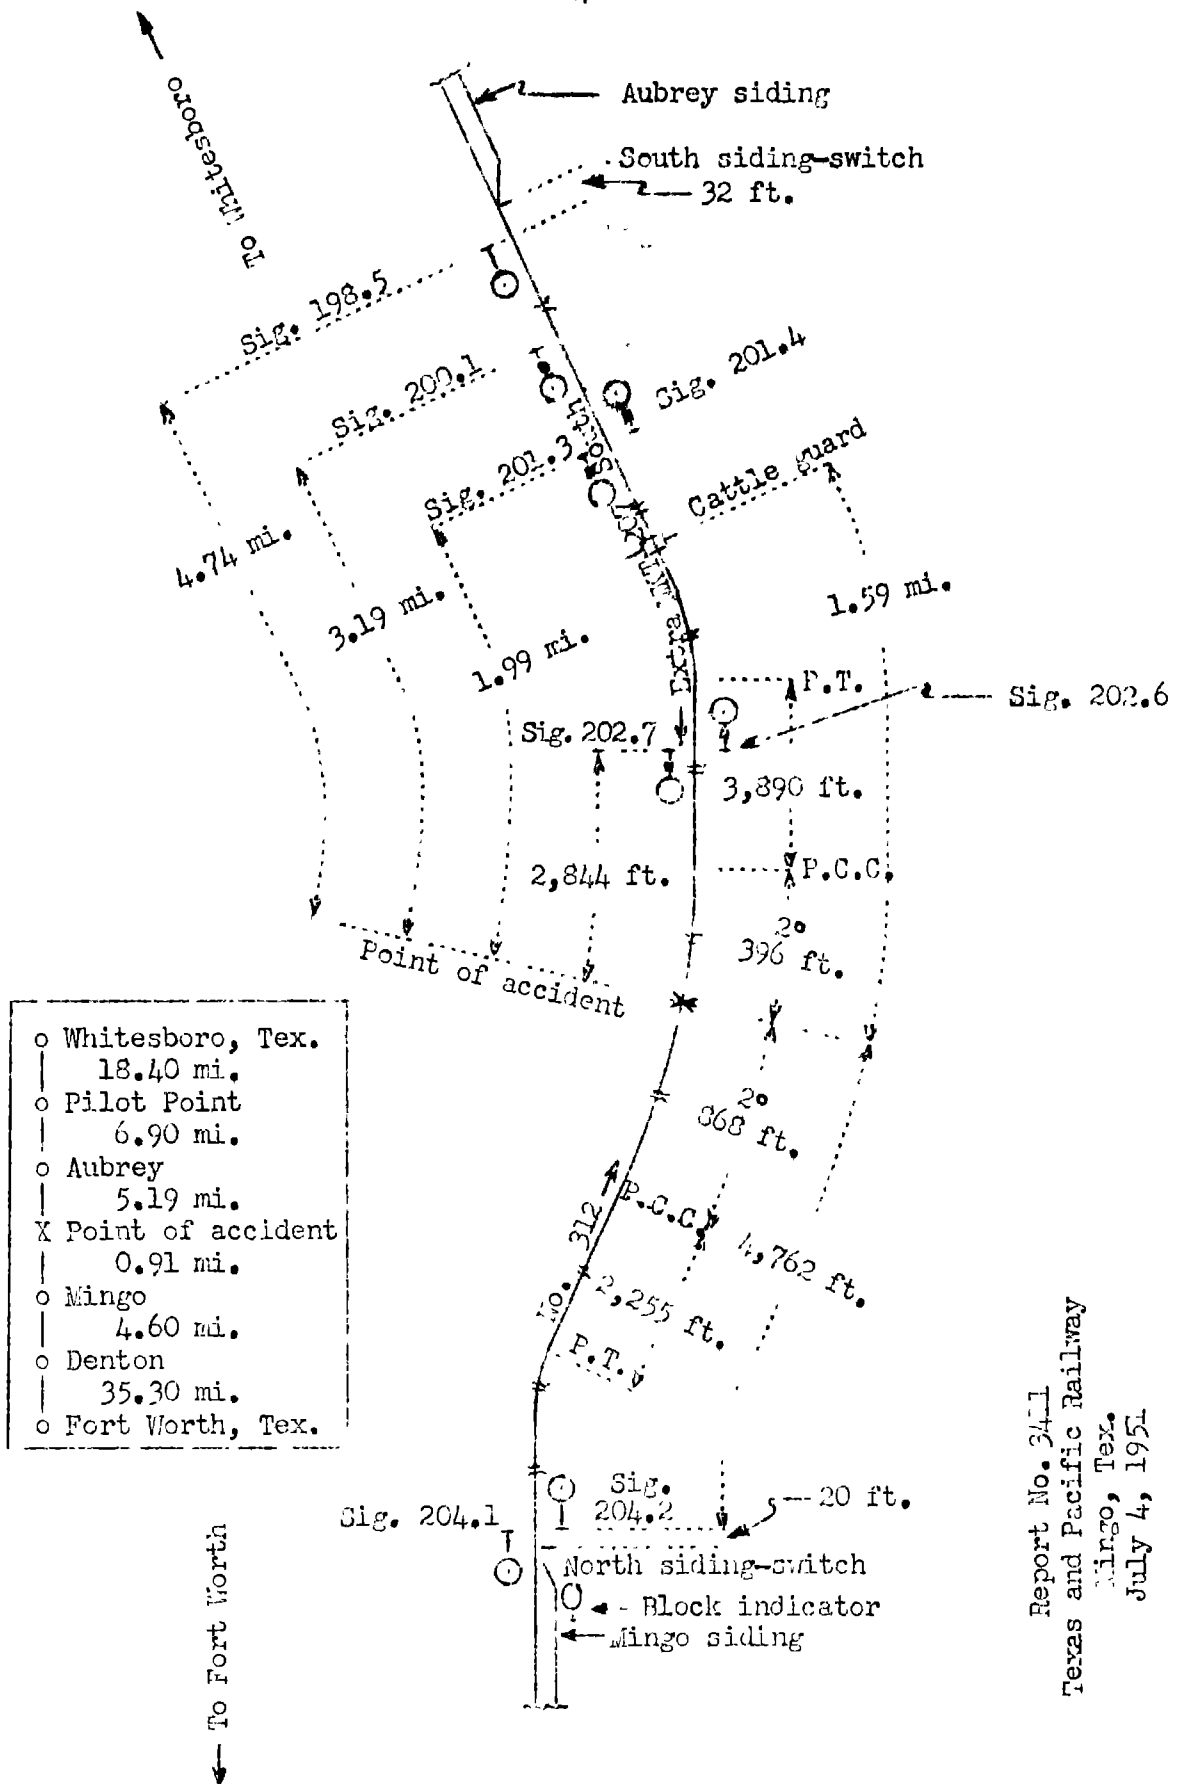 To Whitesboro
Aubrey siding
South siding-switch
32 ft.
Sig. 198.5
Sig. 200.1
Sig. 201.3
Sig. 201.4
Cattle guard
4.74 mi.
3.19 mi.
1.99 mi.
1.59 mi.
Extra
South
P.T.
Sig. 202.6
Sig. 202.7
3,890 ft.
2,844 ft.
P.C.C.
2°
396 ft.
Point of accident
2°
868 ft.
P.C.C.
No. 312
4,762 ft.
2,255 ft.
P.T.
o Whitesboro, Tex.
18.40 mi.
o Pilot Point
6.90 mi.
o Aubrey
5.19 mi.
X Point of accident
0.91 mi.
o Mingo
4.60 mi.
o Denton
35.30 mi.
o Fort Worth, Tex.
Sig. 204.1
Sig.
204.2
20 ft.
North siding-switch
Block indicator
Mingo siding
To Fort Worth
Report No.
Texas and Pacific Railway
Mingo, Tex.
July 4, 1951